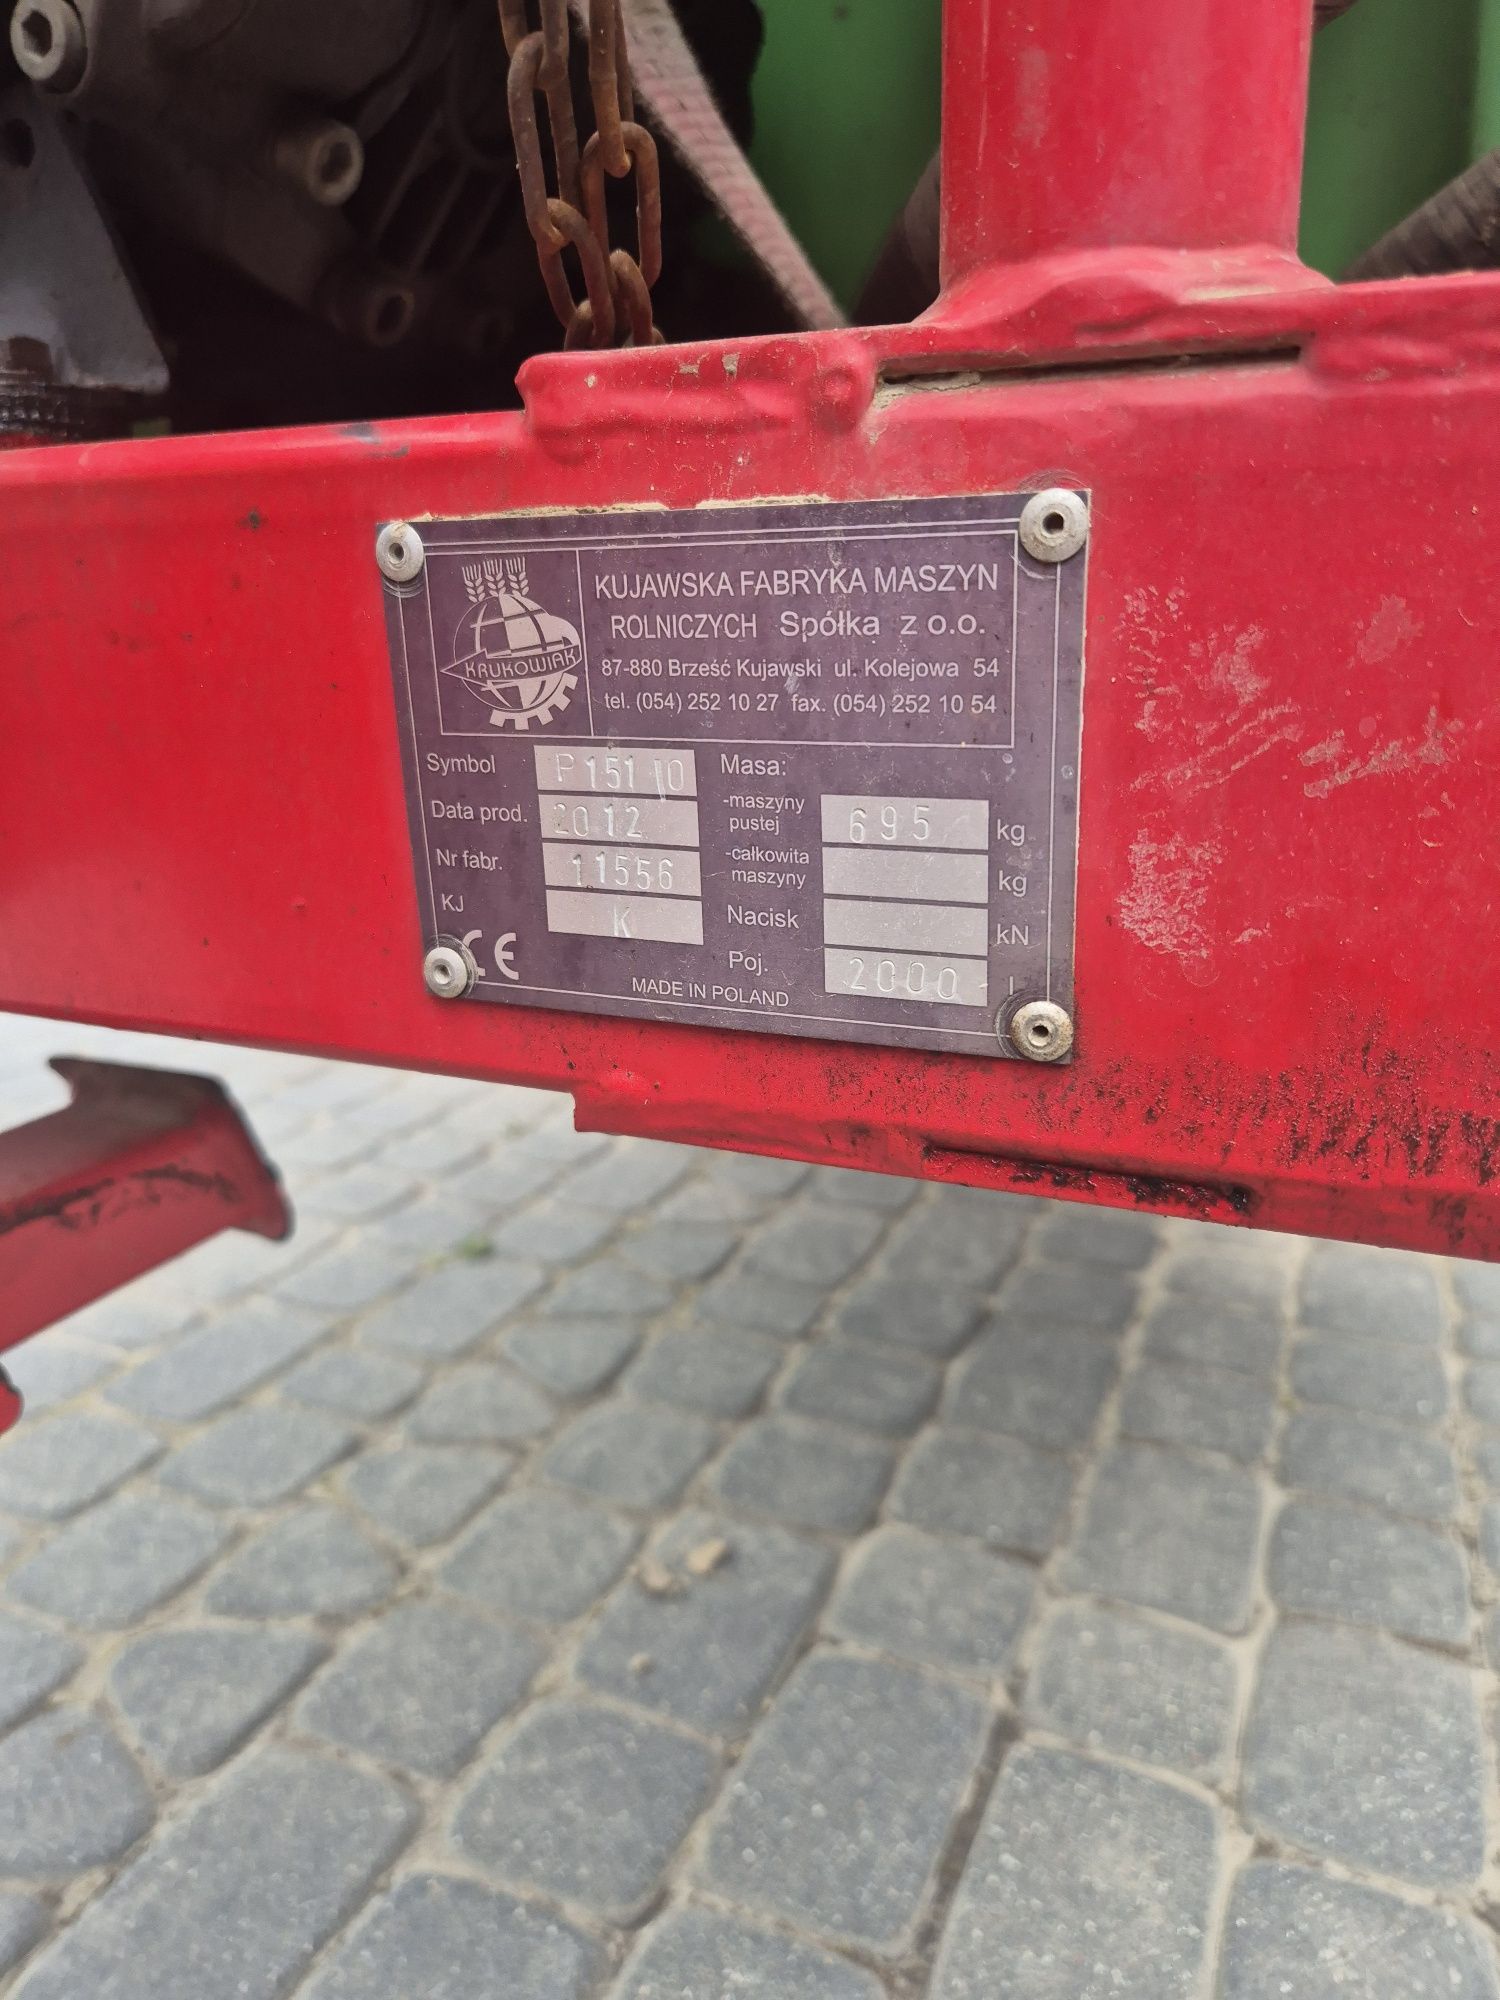 KRUKOWIAK
KUJAWSKA FABRYKA MASZYN
ROLNICZYCH Spółka z o.o.
87-880 Brześć Kujawski ul. Kolejowa 54
tel. (054) 252 10 27 fax. (054) 252 10 54
Symbol P151 \0
Data prod. 2012
Nr fabr. 11556
KJ K
CE
Masa:
-maszyny
pustej 695 kg
-całkowita
maszyny kg
Nacisk kN
Poj. 2000 L
MADE IN POLAND